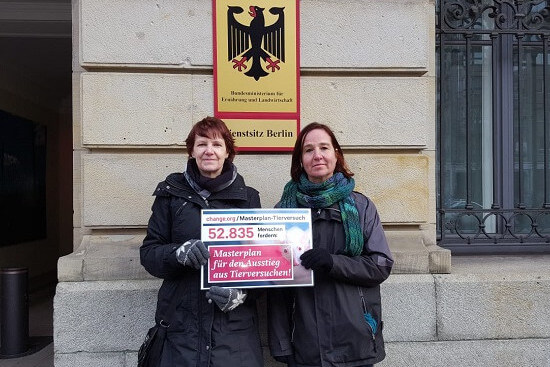 Bundesministerium für
Ernährung und Landwirtschaft
enstsitz Berlin
change.org/Masterplan-Tierversuch
52.835 Menschen
fordern:
Masterplan
für den Ausstieg
aus Tierversuchen!